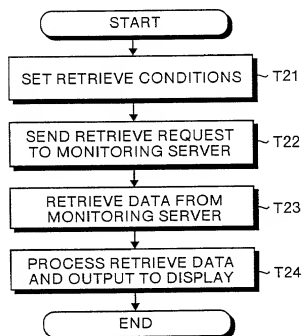 START
SET RETRIEVE CONDITIONS
T21
SEND RETRIEVE REQUEST
TO MONITORING SERVER
T22
RETRIEVE DATA FROM
MONITORING SERVER
T23
PROCESS RETRIEVE DATA
AND OUTPUT TO DISPLAY
T24
END